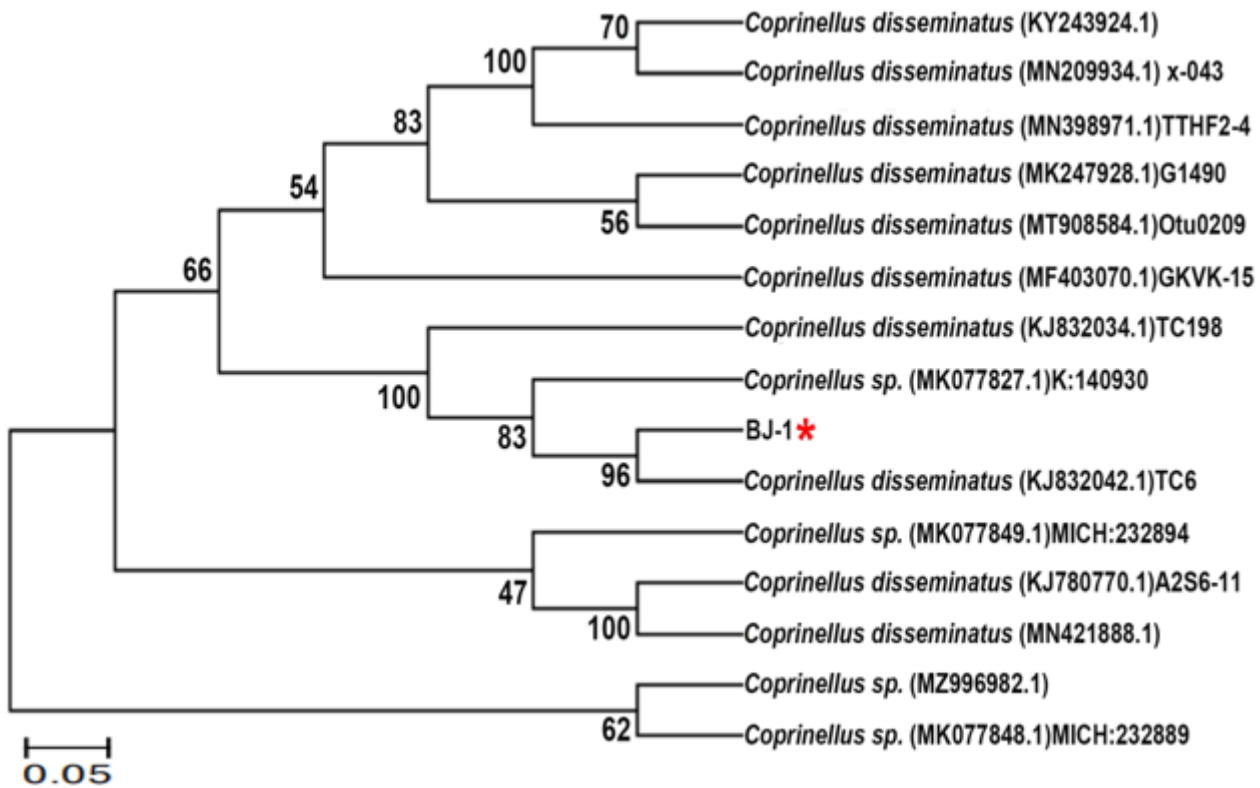 70
Coprinellus disseminatus (KY243924.1)
100
Coprinellus disseminatus (MN209934.1) x-043
83
Coprinellus disseminatus (MN398971.1)TTHF2-4
54
Coprinellus disseminatus (MK247928.1)G1490
56
Coprinellus disseminatus (MT908584.1)Otu0209
66
Coprinellus disseminatus (MF403070.1)GKVK-15
Coprinellus disseminatus (KJ832034.1)TC198
100
Coprinellus sp. (MK077827.1)K:140930
83
BJ-1*
96
Coprinellus disseminatus (KJ832042.1)TC6
Coprinellus sp. (MK077849.1)MICH:232894
47
Coprinellus disseminatus (KJ780770.1)A2S6-11
100
Coprinellus disseminatus (MN421888.1)
Coprinellus sp. (MZ996982.1)
62
Coprinellus sp. (MK077848.1)MICH:232889
0.05